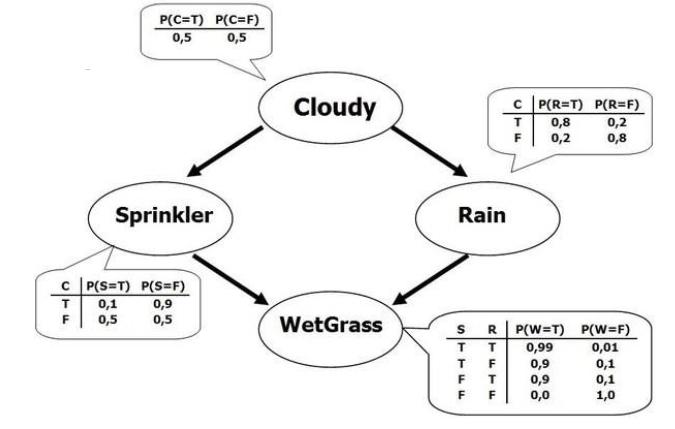 P(C=T) P(C=F)
0,5 0,5
Cloudy
C P(R=T) P(R=F)
T 0,8 0,2
F 0,2 0,8
Sprinkler
Rain
C P(S=T) P(S=F)
T 0,1 0,9
F 0,5 0,5
WetGrass
S R P(W=T) P(W=F)
T T 0,99 0,01
T F 0,9 0,1
F T 0,9 0,1
F F 0,0 1,0